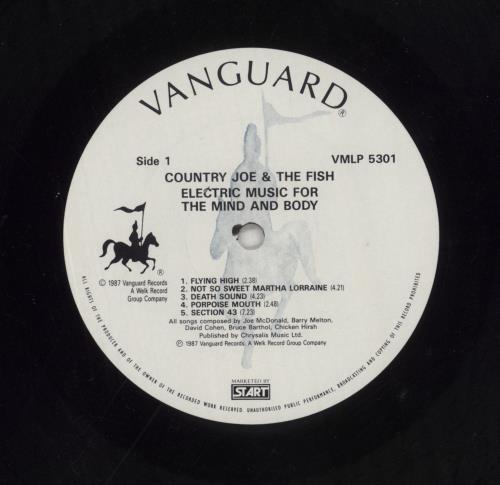 VANGUARD®
Side 1
VMLP 5301
COUNTRY JOE & THE FISH
ELECTRIC MUSIC FOR
THE MIND AND BODY
®
© 1987 Vanguard Records
A Welk Record
Group Company
1. FLYING HIGH (2.38)
2. NOT SO SWEET MARTHA LORRAINE (4.21)
3. DEATH SOUND (4.23)
4. PORPOISE MOUTH (2.48)
5. SECTION 43 (7.23)
All songs composed by Joe McDonald, Barry Melton,
David Cohen, Bruce Barthol, Chicken Hirsh
Published by Chrysalis Music Ltd.
℗ 1987 Vanguard Records, A Welk Record Group Company
MARKETED BY
START
ALL RIGHTS OF THE PRODUCER AND OF THE OWNER OF THE RECORDED WORK RESERVED. UNAUTHORISED PUBLIC PERFORMANCE, BROADCASTING AND COPYING OF THIS RECORD PROHIBITED